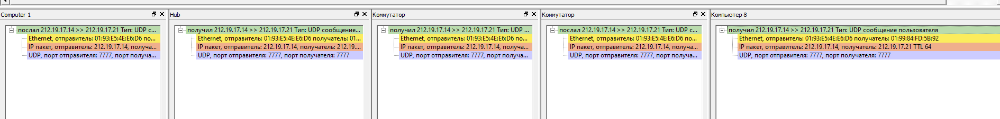 Computer 1
послал 212.19.17.14 >> 212.19.17.21 Тип: UDP с...
Ethernet, отправитель: 01:93:E5:4E:E6:D6 по...
IP пакет, отправитель: 212.19.17.14, получа...
UDP, порт отправителя: 7777, порт получа...
Hub
получил 212.19.17.14 >> 212.19.17.21 Тип: UDP сообщение...
Ethernet, отправитель: 01:93:E5:4E:E6:D6 получатель: 01...
IP пакет, отправитель: 212.19.17.14, получатель: 212.19....
UDP, порт отправителя: 7777, порт получателя: 7777
Коммутатор
получил 212.19.17.14 >> 212.19.17.21 Тип: UDP ...
Ethernet, отправитель: 01:93:E5:4E:E6:D6 по...
IP пакет, отправитель: 212.19.17.14, получа...
UDP, порт отправителя: 7777, порт получа...
Коммутатор
послал 212.19.17.14 >> 212.19.17.21 Тип: UDP с...
Ethernet, отправитель: 01:93:E5:4E:E6:D6 по...
IP пакет, отправитель: 212.19.17.14, получа...
UDP, порт отправителя: 7777, порт получа...
Компьютер 8
получил 212.19.17.14 >> 212.19.17.21 Тип: UDP сообщение пользователя
Ethernet, отправитель: 01:93:E5:4E:E6:D6 получатель: 01:99:84:FD:5B:92
IP пакет, отправитель: 212.19.17.14, получатель: 212.19.17.21 TTL 64
UDP, порт отправителя: 7777, порт получателя: 7777